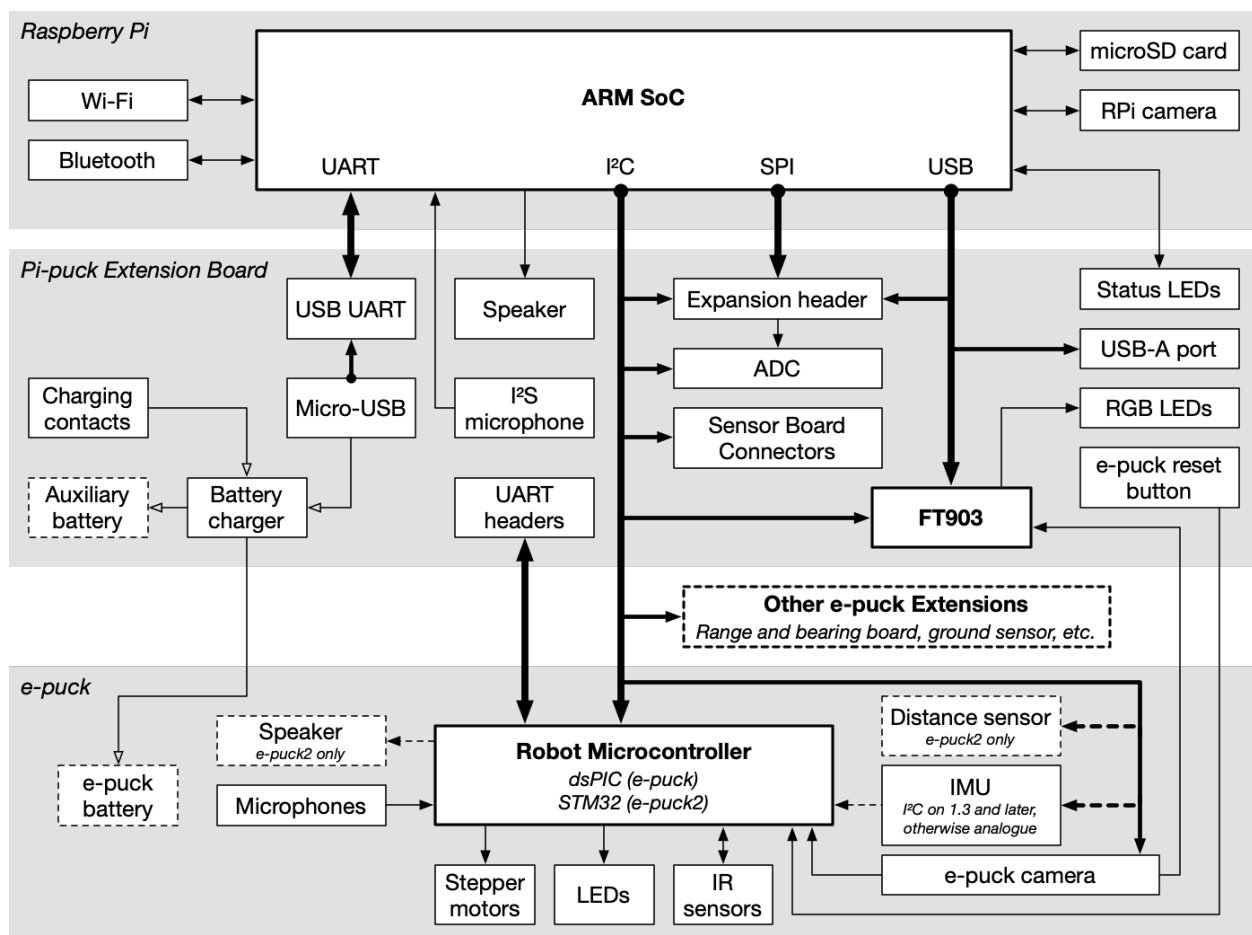 Raspberry Pi
ARM SoC
Wi-Fi
Bluetooth
microSD card
RPi camera
UART
I²C
SPI
USB
Pi-puck Extension Board
USB UART
Speaker
Expansion header
Status LEDs
ADC
USB-A port
Charging
contacts
Micro-USB
I²S
microphone
Sensor Board
Connectors
RGB LEDs
e-puck reset
button
Auxiliary
battery
Battery
charger
UART
headers
FT903
Other e-puck Extensions
Range and bearing board, ground sensor, etc.
e-puck
Speaker
e-puck2 only
Robot Microcontroller
dsPIC (e-puck)
STM32 (e-puck2)
Distance sensor
e-puck2 only
e-puck
battery
Microphones
IMU
I²C on 1.3 and later,
otherwise analogue
Stepper
motors
LEDs
IR
sensors
e-puck camera